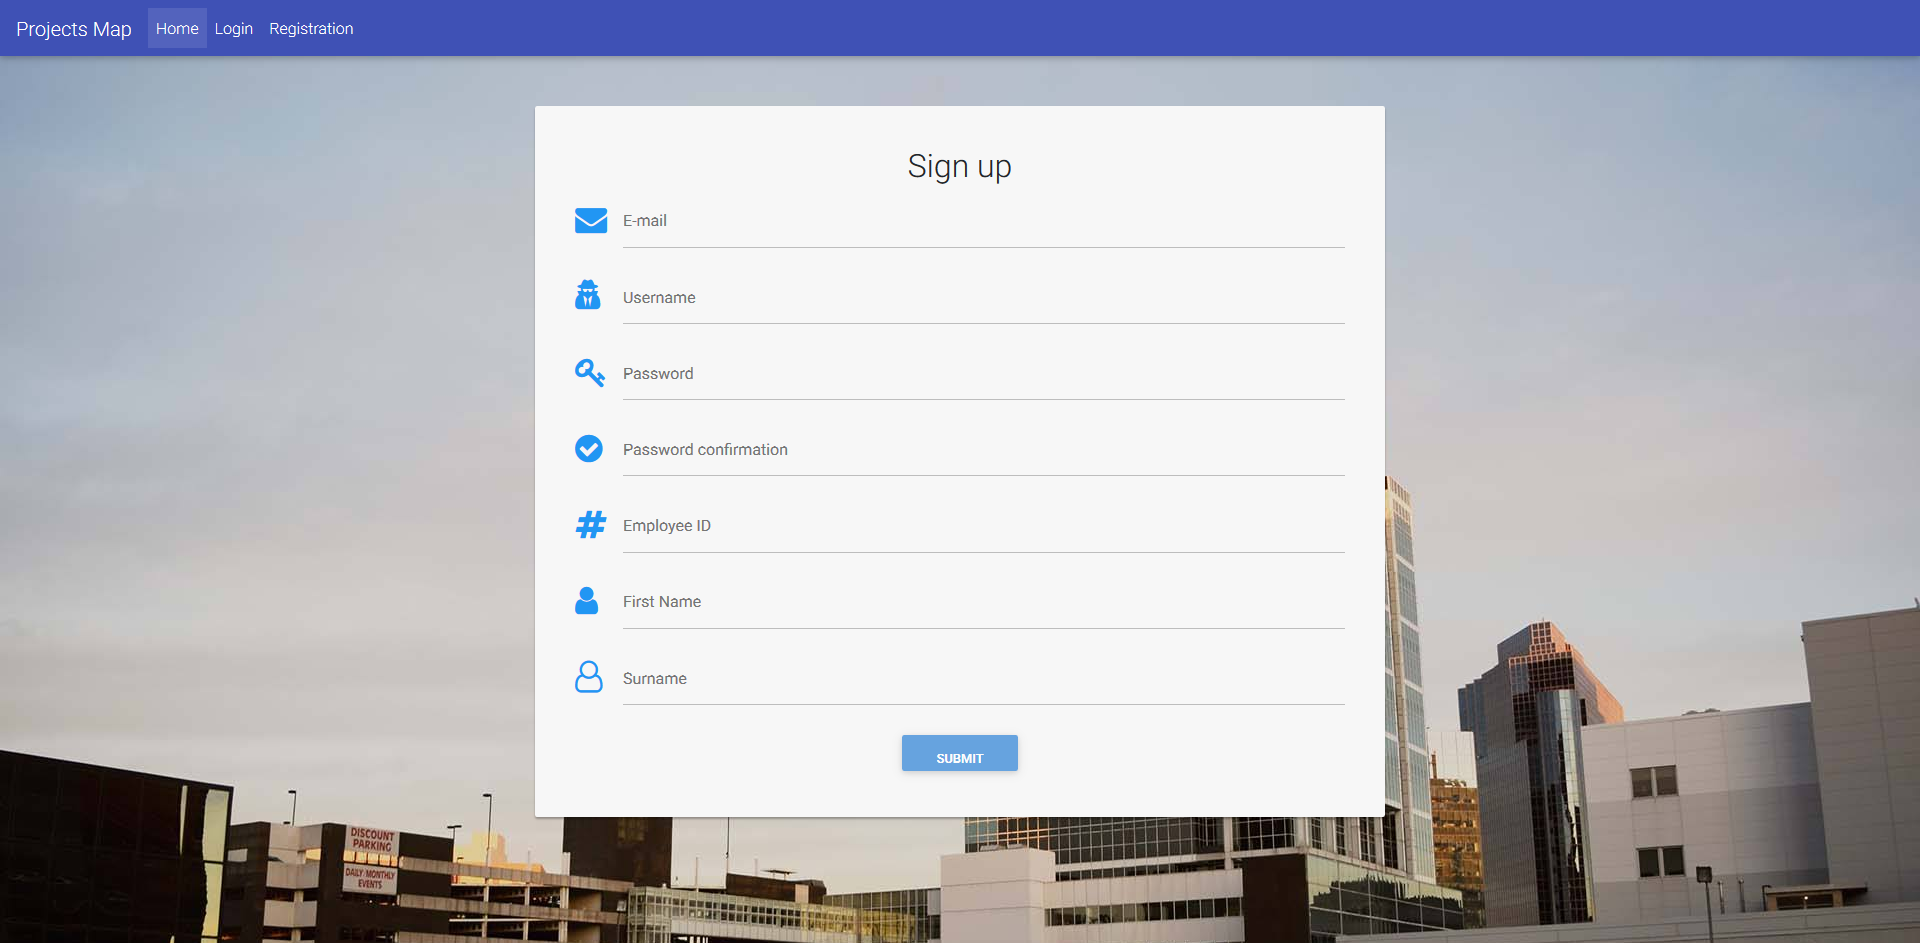 Projects Map Home Login Registration
Sign up
E-mail
Username
Password
Password confirmation
Employee ID
First Name
Surname
SUBMIT
DISCOUNT
PARKING
DAILY/MONTHLY
EVENTS